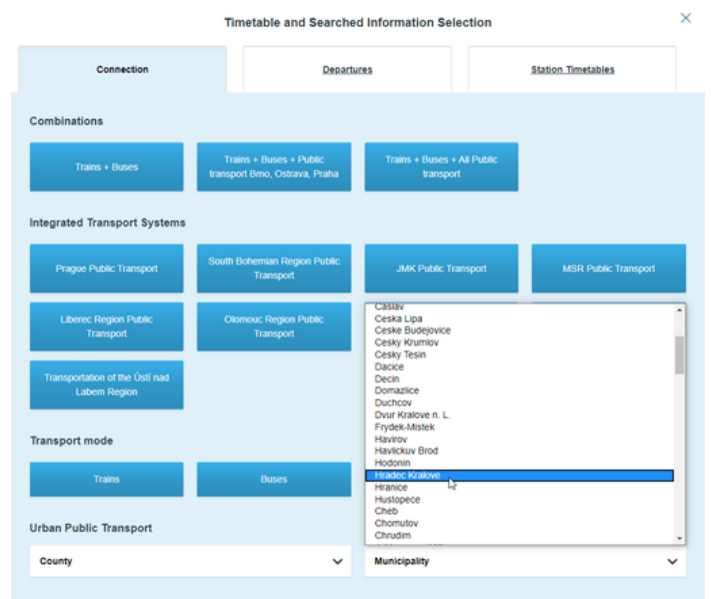 Timetable and Searched Information Selection
Connection
Departures
Station Timetables
Combinations
Trains + Buses
Trains + Buses + Public
transport Brno, Ostrava, Praha
Trains + Buses + All Public
transport
Integrated Transport Systems
Prague Public Transport
South Bohemian Region Public
Transport
JMK Public Transport
MSR Public Transport
Liberec Region Public
Transport
Olomouc Region Public
Transport
Transportation of the Ústí nad
Labem Region
Caslav
Ceska Lipa
Ceske Budejovice
Cesky Krumlov
Cesky Tesin
Dacice
Decin
Domazlice
Duchcov
Dvur Kralove n. L.
Frydek-Mistek
Havirov
Havlickuv Brod
Hodonin
Hradec Kralove
Hranice
Hustopece
Cheb
Chomutov
Chrudim
Transport mode
Trains
Buses
Urban Public Transport
County
Municipality